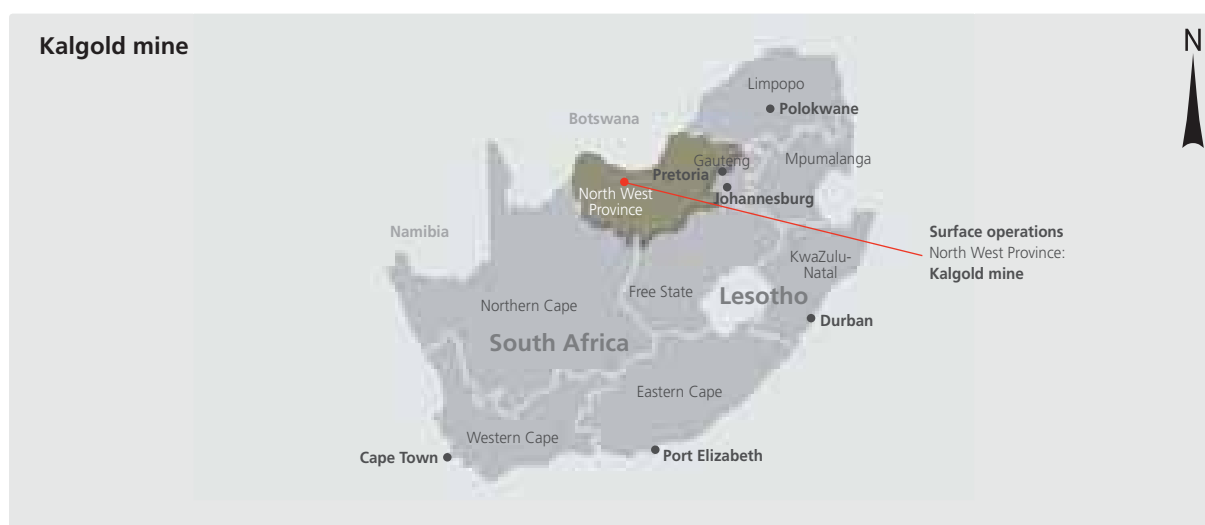 Kalgold mine
N
Limpopo
Polokwane
Botswana
Gauteng
Mpumalanga
Pretoria
Johannesburg
North West
Province
Namibia
Surface operations
North West Province:
Kalgold mine
KwaZulu-
Natal
Free State
Lesotho
Northern Cape
Durban
South Africa
Eastern Cape
Western Cape
Cape Town
Port Elizabeth